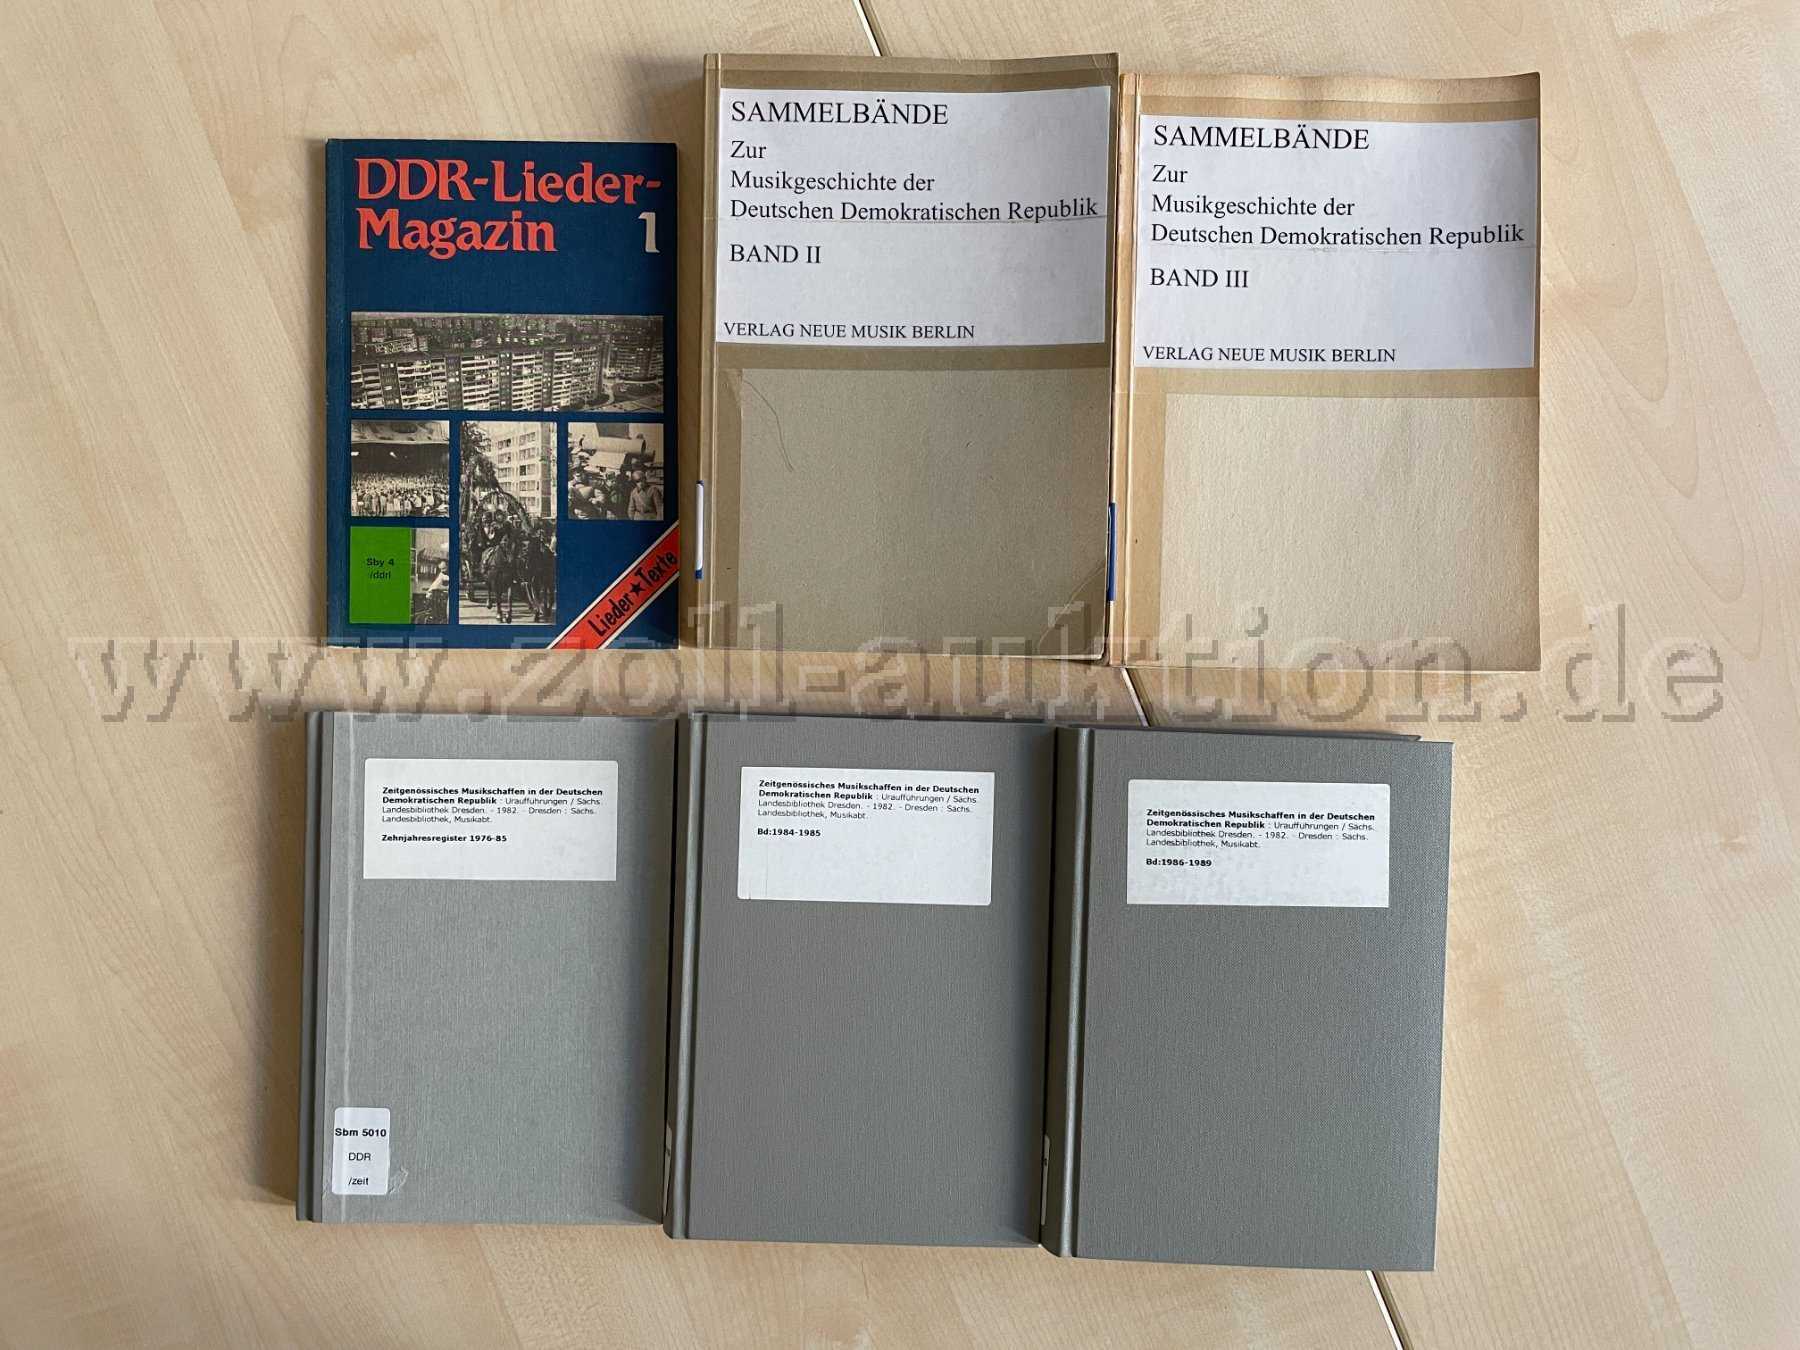 DDR-Lieder-
Magazin 1
Sby 4
/ddrl
Lieder★Texte
SAMMELBÄNDE
Zur
Musikgeschichte der
Deutschen Demokratischen Republik
BAND II
VERLAG NEUE MUSIK BERLIN
SAMMELBÄNDE
Zur
Musikgeschichte der
Deutschen Demokratischen Republik
BAND III
VERLAG NEUE MUSIK BERLIN
www.zoll-auktion.de
Zeitgenössisches Musikschaffen in der Deutschen
Demokratischen Republik : Uraufführungen / Sächs.
Landesbibliothek Dresden. - 1982. - Dresden : Sächs.
Landesbibliothek, Musikabt.
Zehnjahresregister 1976-85
Sbm 5010
DDR
/zeit
Zeitgenössisches Musikschaffen in der Deutschen
Demokratischen Republik : Uraufführungen / Sächs.
Landesbibliothek Dresden. - 1982. - Dresden : Sächs.
Landesbibliothek, Musikabt.
Bd:1984-1985
Zeitgenössisches Musikschaffen in der Deutschen
Demokratischen Republik : Uraufführungen / Sächs.
Landesbibliothek Dresden. - 1982. - Dresden : Sächs.
Landesbibliothek, Musikabt.
Bd:1986-1989